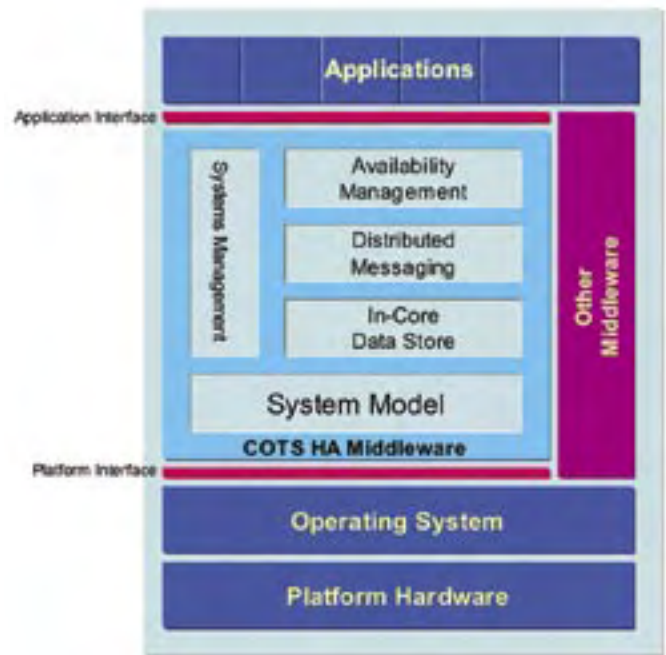 Applications
Application Interface
Systems Management
Availability
Management
Distributed
Messaging
In-Core
Data Store
System Model
COTS HA Middleware
Other
Middleware
Platform Interface
Operating System
Platform Hardware